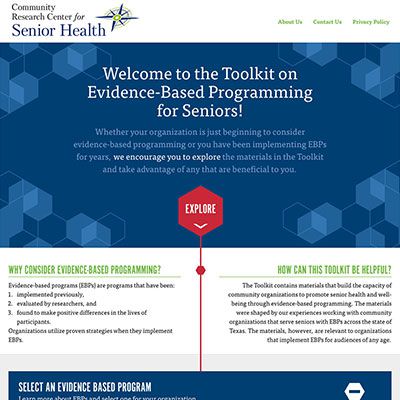 Community
Research Center for
Senior Health
About Us
Contact Us
Privacy Policy
Welcome to the Toolkit on
Evidence-Based Programming
for Seniors!
Whether your organization is just beginning to consider
evidence-based programming or you have been implementing EBPs
for years, we encourage you to explore the materials in the Toolkit
and take advantage of any that are beneficial to you.
EXPLORE
WHY CONSIDER EVIDENCE-BASED PROGRAMMING?
Evidence-based programs (EBPs) are programs that have been:
1. implemented previously,
2. evaluated by researchers, and
3. found to make positive differences in the lives of
participants.
Organizations utilize proven strategies when they implement
EBPs.
HOW CAN THIS TOOLKIT BE HELPFUL?
The Toolkit contains materials that build the capacity of
community organizations to promote senior health and well-
being through evidence-based programming. The materials
were shaped by our experiences working with community
organizations that serve seniors with EBPs across the state of
Texas. The materials, however, are relevant to organizations
that implement EBPs for audiences of any age.
SELECT AN EVIDENCE BASED PROGRAM
Learn more about EBPs and select one for your organization